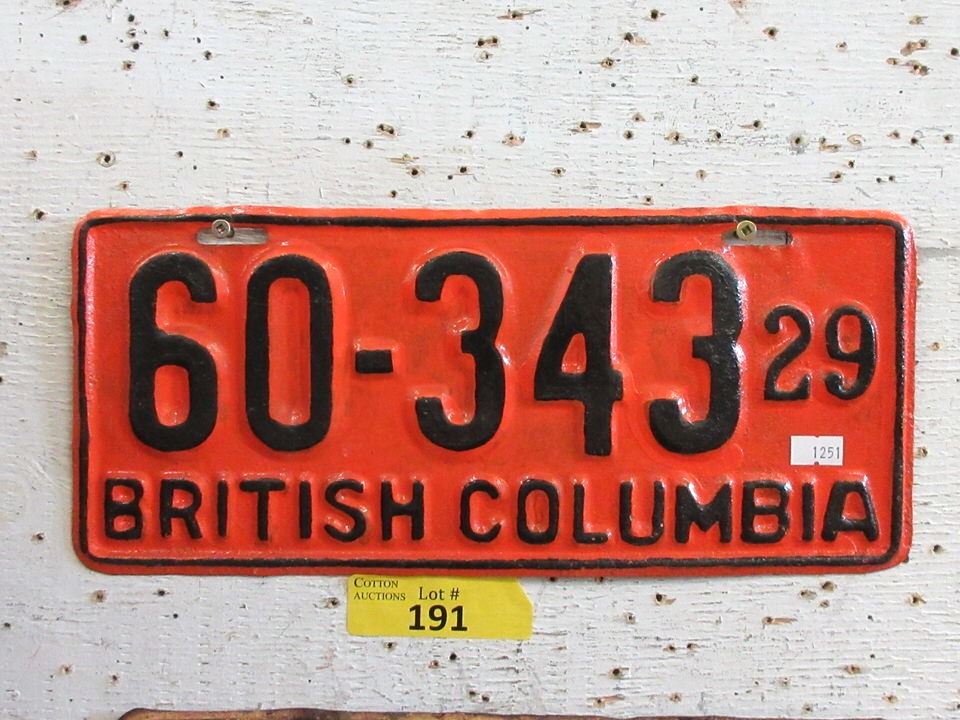 60-343 29
1251
BRITISH COLUMBIA
COTTON
AUCTIONS Lot #
191